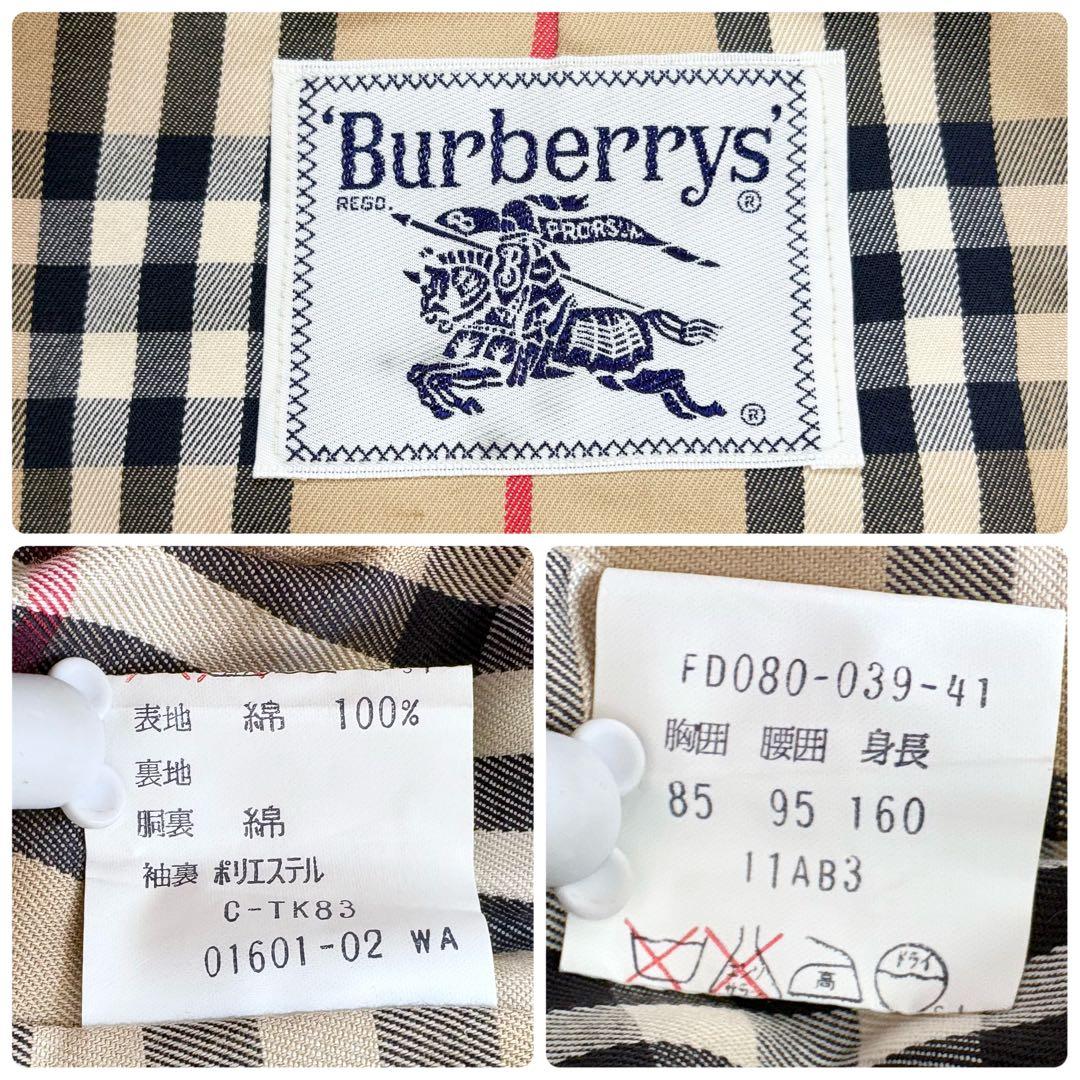 'Burberrys'
REGD. ®
PRORSUM
®
表地 綿 100%
裏地
胴裏 綿
袖裏 ポリエステル
C-TK83
01601-02 WA
FD080-039-41
胸囲 腰囲 身長
85 95 160
11AB3
高 ドライ